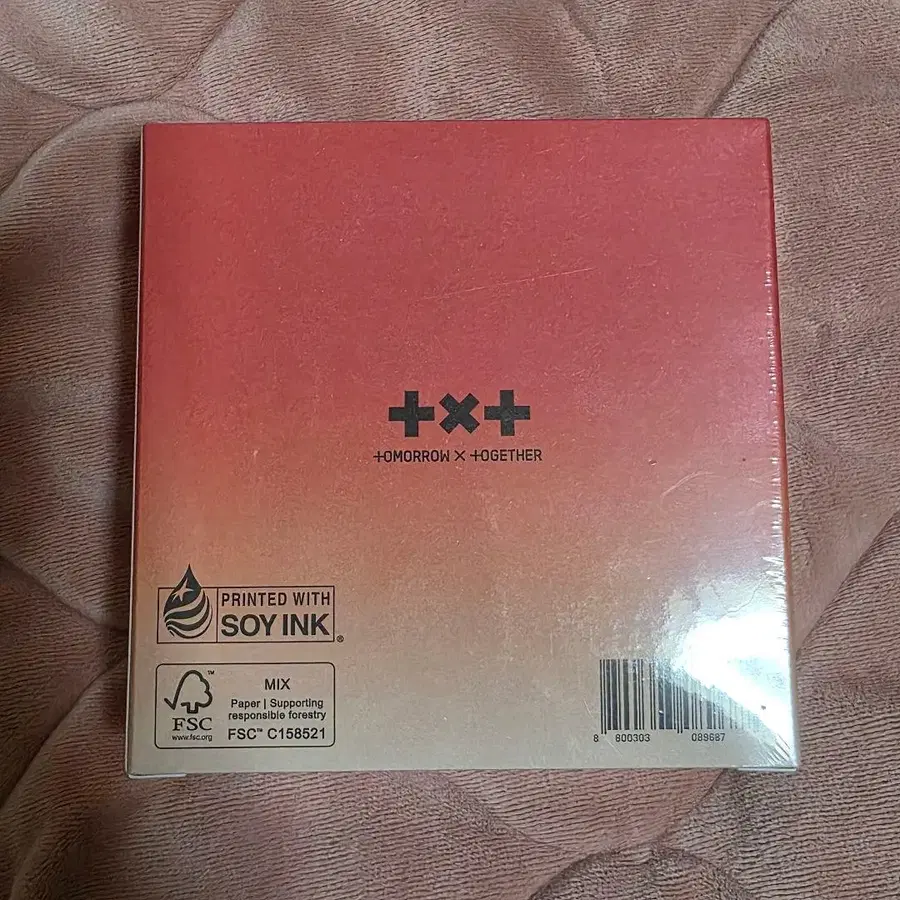 +×+
+OMORROW × +OGETHER
PRINTED WITH
SOY INK®
FSC™
www.fsc.org
MIX
Paper | Supporting
responsible forestry
FSC™ C158521
8 800303 089687